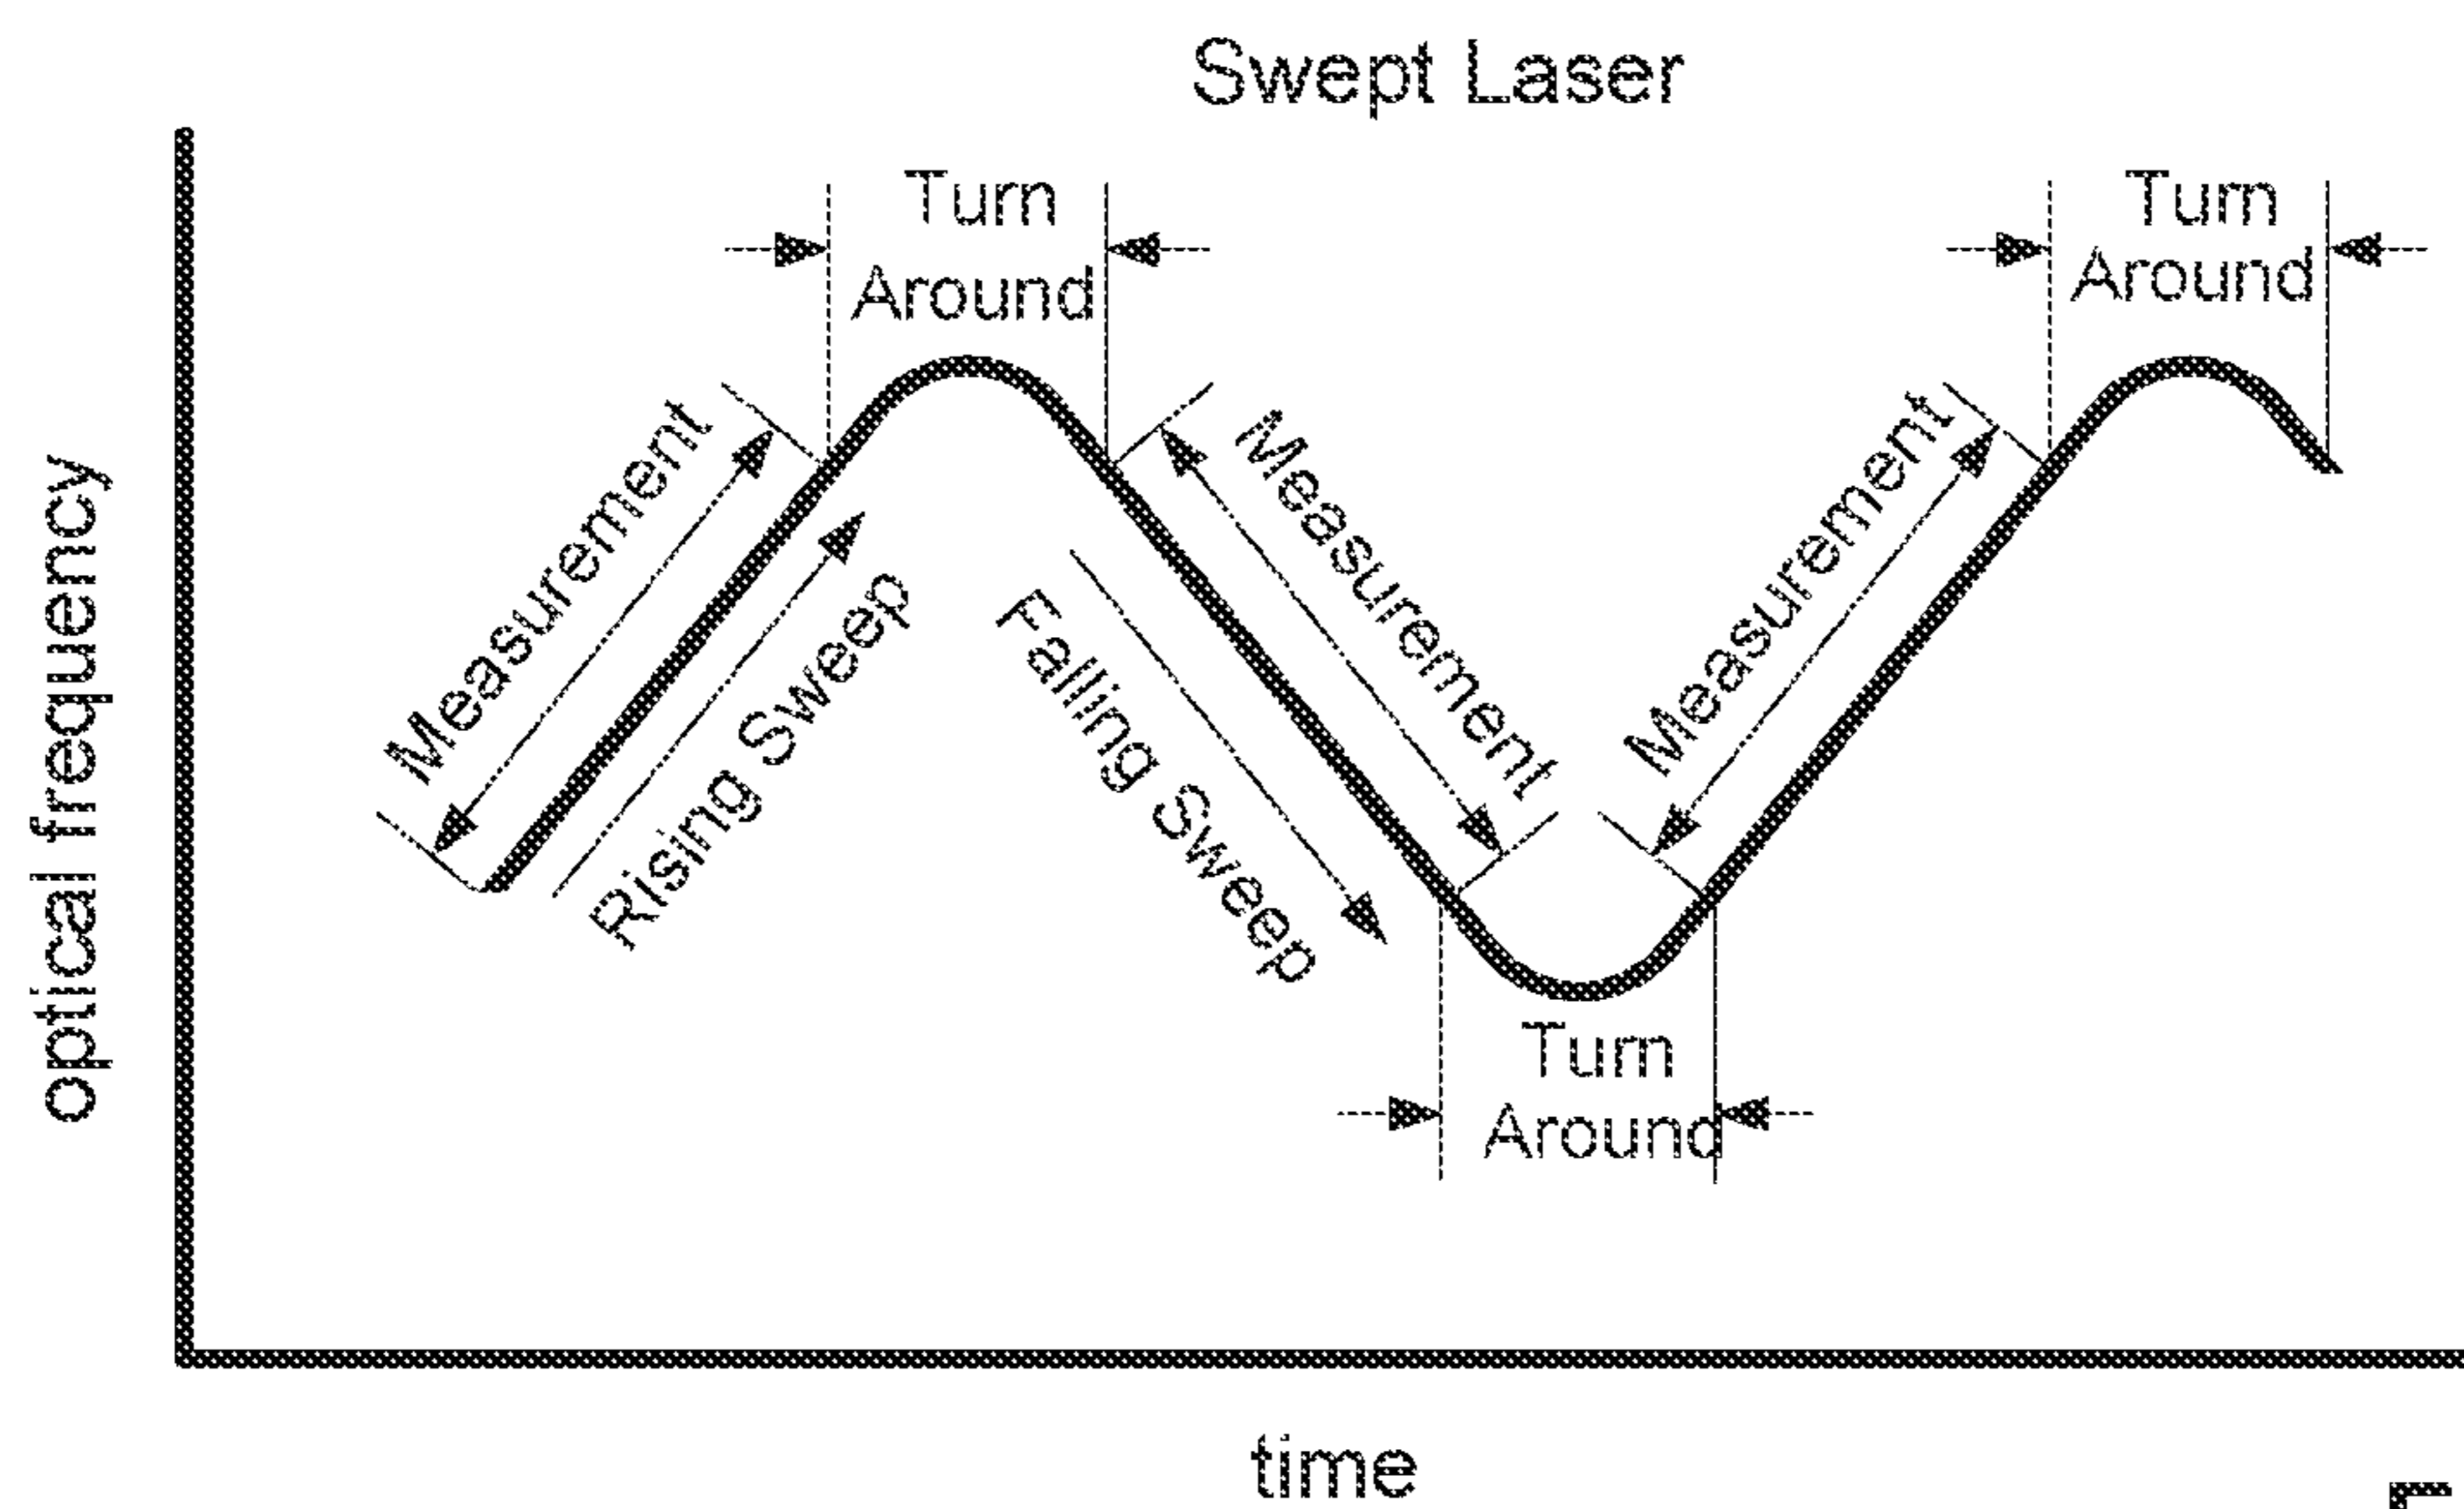 Swept Laser
Turn
Around
Turn
Around
Measurement
Rising Sweep
Falling Sweep
Measurement
Measurement
Turn
Around
optical frequency
time